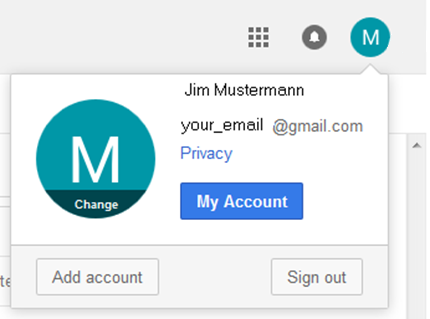 M
Jim Mustermann
your_email @gmail.com
Privacy
M
Change
My Account
Add account
Sign out